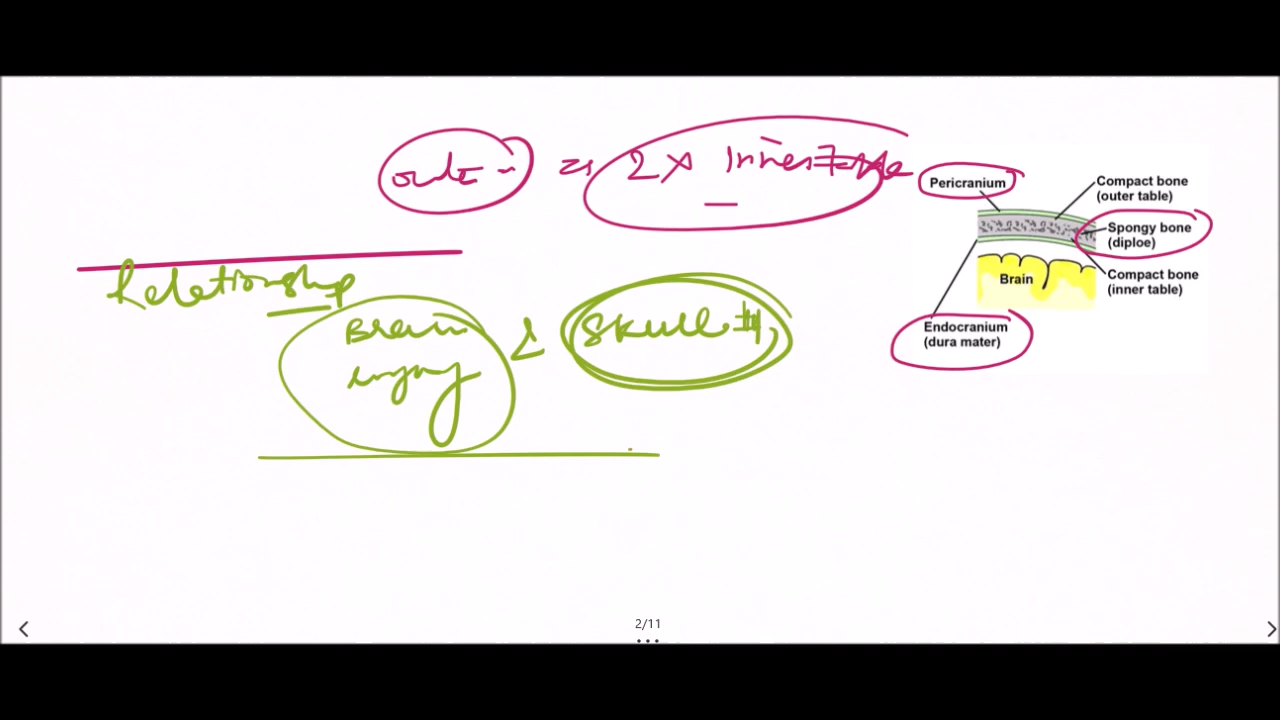 oute = 2x Inner Table
Pericranium
Compact bone
(outer table)
Spongy bone
(diploe)
Compact bone
(inner table)
Brain
Endocranium
(dura mater)
Relationship
Brain
injury
& Skull #
2/11